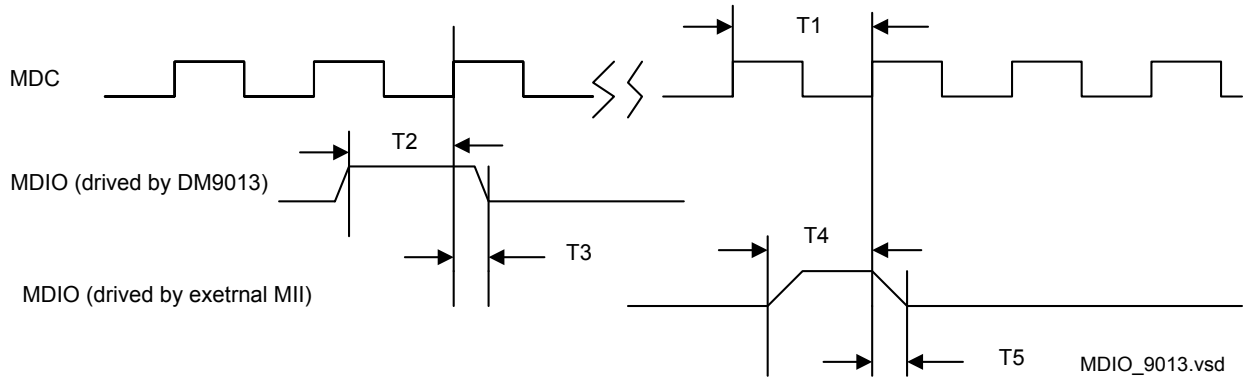 T1
MDC
T2
MDIO (drived by DM9013)
T3
T4
MDIO (drived by exetrnal MII)
T5
MDIO_9013.vsd